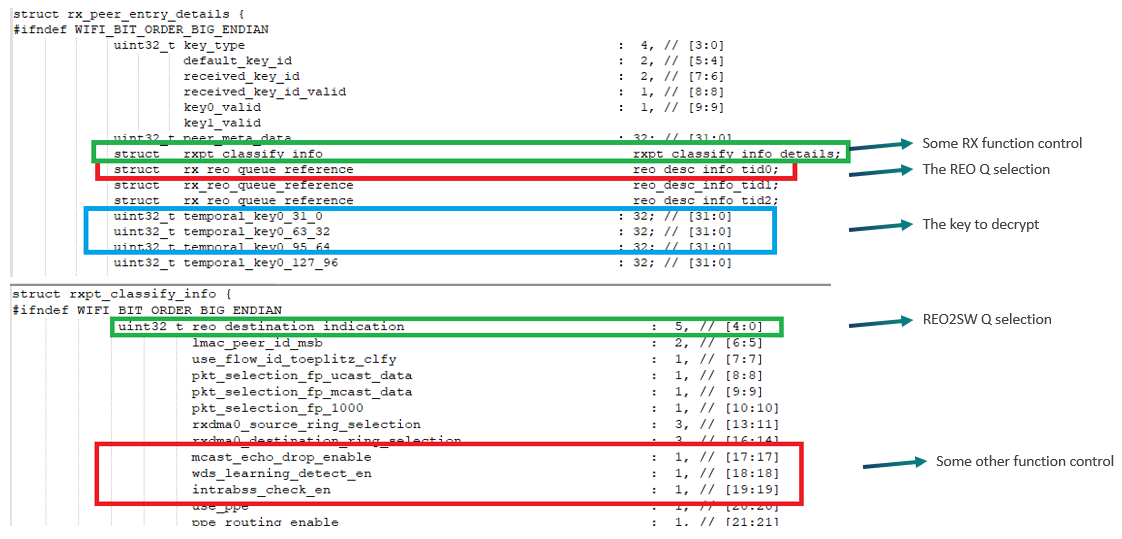 struct rx_peer_entry_details {
#ifndef WIFI_BIT_ORDER_BIG_ENDIAN
uint32_t key_type : 4, // [3:0]
default_key_id : 2, // [5:4]
received_key_id : 2, // [7:6]
received_key_id_valid : 1, // [8:8]
key0_valid : 1, // [9:9]
key1_valid
uint32_t peer_meta_data : 32; // [31:0]
struct rxpt_classify_info rxpt_classify_info_details;
Some RX function control
struct rx_reo_queue_reference reo_desc_info_tid0;
The REO Q selection
struct rx_reo_queue_reference reo_desc_info_tid1;
struct rx_reo_queue_reference reo_desc_info_tid2;
uint32_t temporal_key0_31_0 : 32; // [31:0]
The key to decrypt
uint32_t temporal_key0_63_32 : 32; // [31:0]
uint32_t temporal_key0_95_64 : 32; // [31:0]
uint32_t temporal_key0_127_96 : 32; // [31:0]
struct rxpt_classify_info {
#ifndef WIFI_BIT_ORDER_BIG_ENDIAN
uint32_t reo_destination_indication : 5, // [4:0]
REO2SW Q selection
lmac_peer_id_msb : 2, // [6:5]
use_flow_id_toeplitz_clfy : 1, // [7:7]
pkt_selection_fp_ucast_data : 1, // [8:8]
pkt_selection_fp_mcast_data : 1, // [9:9]
pkt_selection_fp_1000 : 1, // [10:10]
rxdma0_source_ring_selection : 3, // [13:11]
rxdma0_destination_ring_selection : 3, // [16:14]
mcast_echo_drop_enable : 1, // [17:17]
wds_learning_detect_en : 1, // [18:18]
Some other function control
intrabss_check_en : 1, // [19:19]
use_ppe : 1, // [20:20]
ppe_routing_enable : 1, // [21:21]